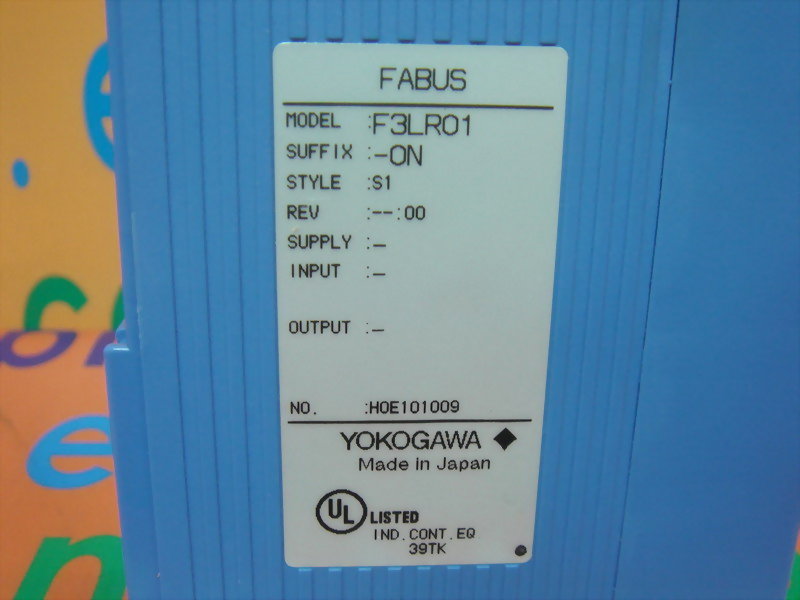 FABUS
MODEL :F3LR01
SUFFIX :-0N
STYLE :S1
REV :--:00
SUPPLY :-
INPUT :-
OUTPUT :-
NO. :H0E101009
YOKOGAWA ◆
Made in Japan
UL LISTED
IND.CONT.EQ
39TK